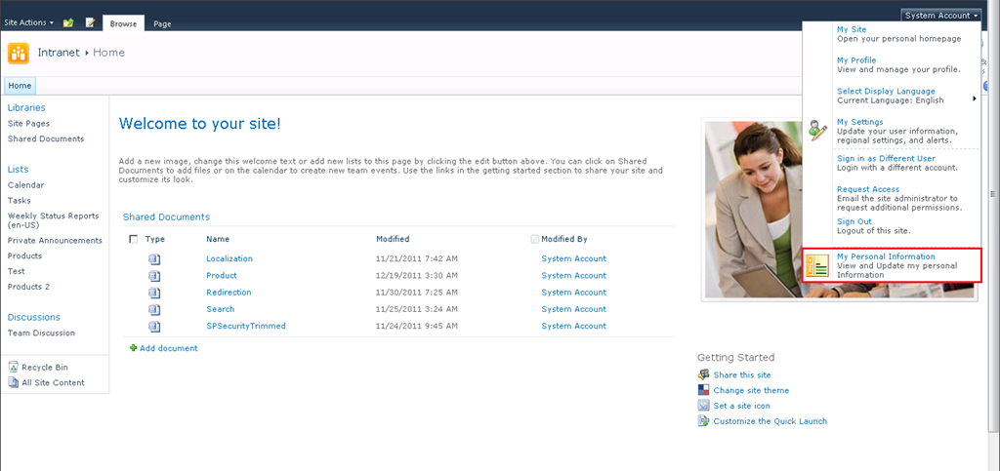 Site Actions
Browse
Page
System Account
Intranet
Home
Home
Libraries
Site Pages
Shared Documents
Lists
Calendar
Tasks
Weekly Status Reports
(en-US)
Private Announcements
Products
Test
Products 2
Discussions
Team Discussion
Recycle Bin
All Site Content
Welcome to your site!
Add a new image, change this welcome text or add new lists to this page by clicking the edit button above. You can click on Shared
Documents to add files or on the calendar to create new team events. Use the links in the getting started section to share your site and
customize its look.
Shared Documents
Type Name Modified Modified By
Localization 11/21/2011 7:42 AM System Account
Product 12/19/2011 3:30 AM System Account
Redirection 11/30/2011 7:25 AM System Account
Search 11/25/2011 3:24 AM System Account
SPSecurityTrimmed 11/24/2011 9:45 AM System Account
Add document
My Site
Open your personal homepage
My Profile
View and manage your profile.
Select Display Language
Current Language: English
My Settings
Update your user information,
regional settings, and alerts.
Sign in as Different User
Login with a different account.
Request Access
Email the site administrator to
request additional permissions.
Sign Out
Logout of this site.
My Personal Information
View and Update my personal
Information
Getting Started
Share this site
Change site theme
Set a site icon
Customize the Quick Launch